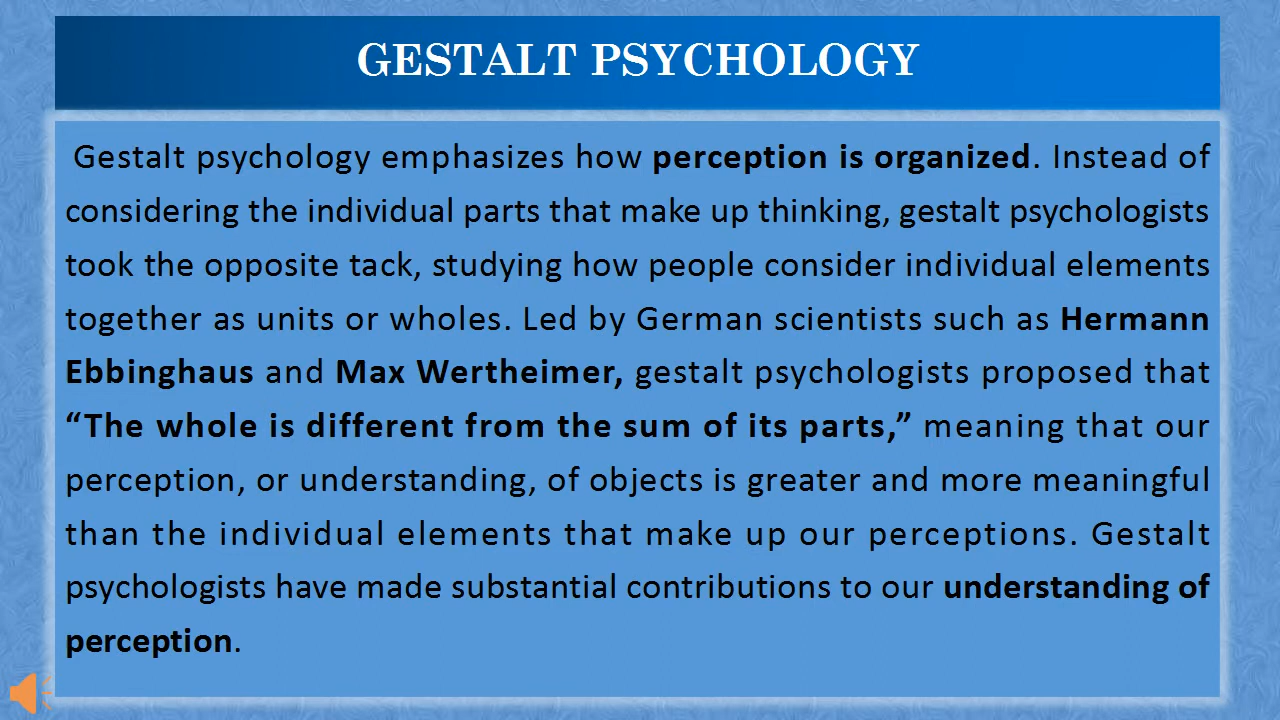 GESTALT PSYCHOLOGY
Gestalt psychology emphasizes how perception is organized. Instead of
considering the individual parts that make up thinking, gestalt psychologists
took the opposite tack, studying how people consider individual elements
together as units or wholes. Led by German scientists such as Hermann
Ebbinghaus and Max Wertheimer, gestalt psychologists proposed that
“The whole is different from the sum of its parts,” meaning that our
perception, or understanding, of objects is greater and more meaningful
than the individual elements that make up our perceptions. Gestalt
psychologists have made substantial contributions to our understanding of
perception.